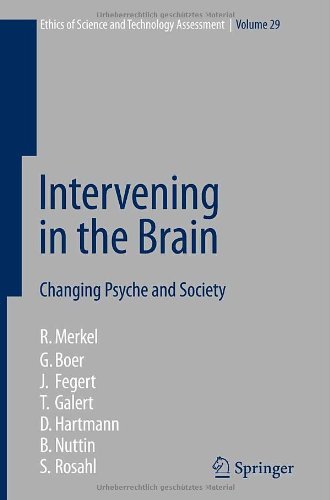 Urheberrechtlich geschütztes Material
Urheberrechtlich geschütztes Material
Ethics of Science and Technology Assessment | Volume 29
Intervening
in the Brain
Changing Psyche and Society
R. Merkel
G. Boer
J. Fegert
T. Galert
D. Hartmann
B. Nuttin
S. Rosahl
Springer